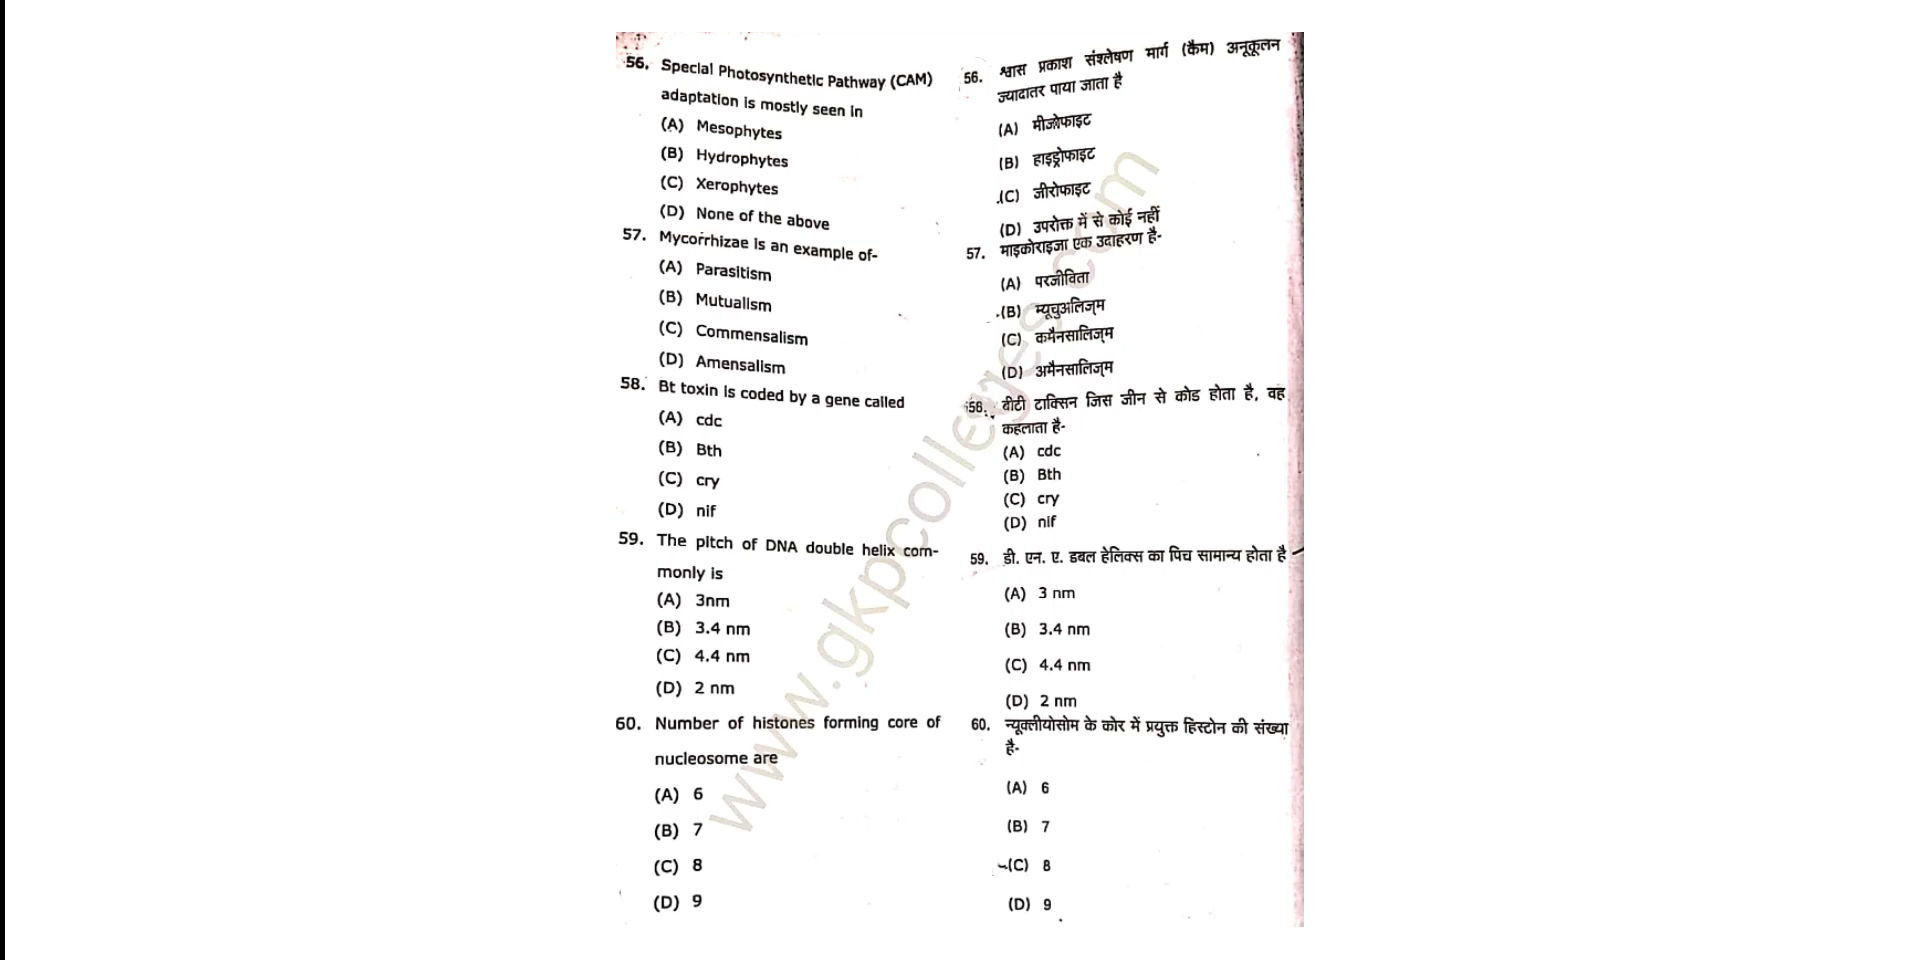 56. Special Photosynthetic Pathway (CAM)
adaptation is mostly seen in
(A) Mesophytes
(B) Hydrophytes
(C) Xerophytes
(D) None of the above
57. Mycorrhizae is an example of-
(A) Parasitism
(B) Mutualism
(C) Commensalism
(D) Amensalism
58. Bt toxin is coded by a gene called
(A) cdc
(B) Bth
(C) cry
(D) nif
59. The pitch of DNA double helix com-
monly is
(A) 3nm
(B) 3.4 nm
(C) 4.4 nm
(D) 2 nm
60. Number of histones forming core of
nucleosome are
(A) 6
(B) 7
(C) 8
(D) 9
56. श्वास प्रकाश संश्लेषण मार्ग (कैम) अनूकूलन
ज्यादातर पाया जाता है
(A) मीजोफाइट
(B) हाइड्रोफाइट
(C) जीरोफाइट
(D) उपरोक्त में से कोई नहीं
57. माइकोराइजा एक उदाहरण है-
(A) परजीविता
(B) म्यूचुअलिज्म
(C) कमैनसालिज्म
(D) अमैनसालिज्म
58. बीटी टाक्सिन जिस जीन से कोड होता है, वह
कहलाता है-
(A) cdc
(B) Bth
(C) cry
(D) nif
59. डी. एन. ए. डबल हेलिक्स का पिच सामान्य होता है
(A) 3 nm
(B) 3.4 nm
(C) 4.4 nm
(D) 2 nm
60. न्यूक्लीयोसोम के कोर में प्रयुक्त हिस्टोन की संख्या
है-
(A) 6
(B) 7
(C) 8
(D) 9
www.gkpcolleges.com